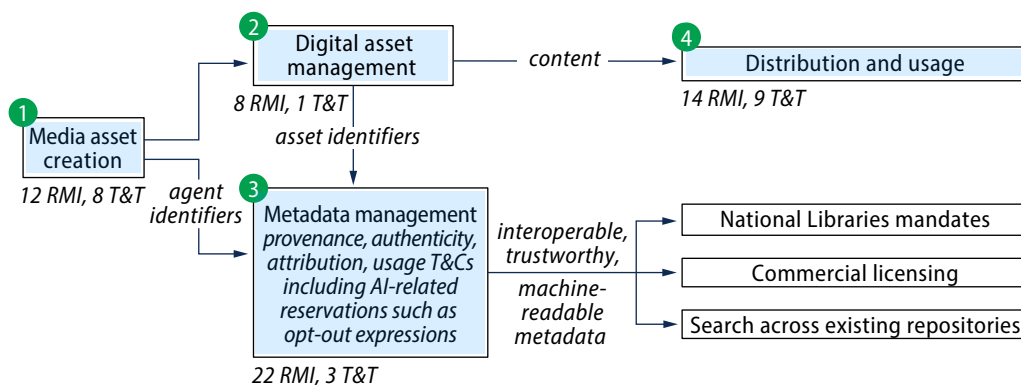 1
Media asset
creation
12 RMI, 8 T&T
2
Digital asset
management
8 RMI, 1 T&T
content
4
Distribution and usage
14 RMI, 9 T&T
asset identifiers
agent
identifiers
3
Metadata management
provenance, authenticity,
attribution, usage T&Cs
including AI-related
reservations such as
opt-out expressions
22 RMI, 3 T&T
interoperable,
trustworthy,
machine-
readable
metadata
National Libraries mandates
Commercial licensing
Search across existing repositories